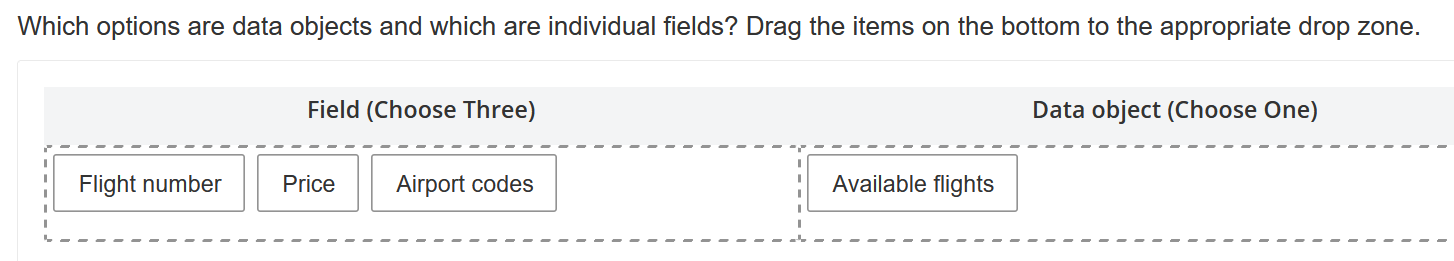 Which options are data objects and which are individual fields? Drag the items on the bottom to the appropriate drop zone.
Field (Choose Three)
Data object (Choose One)
Flight number
Price
Airport codes
Available flights